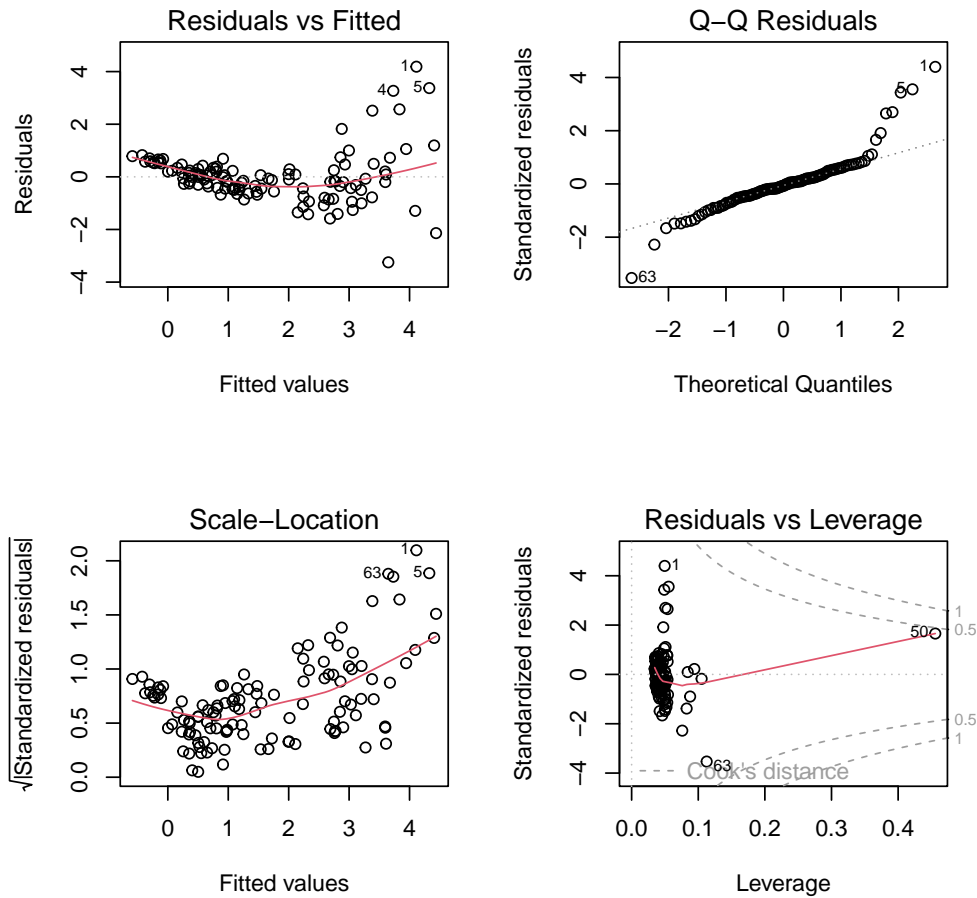 Residuals vs Fitted
Residuals
4
2
0
−2
−4
1
4
5
0 1 2 3 4
Fitted values
Q−Q Residuals
Standardized residuals
4
2
0
−2
1
5
63
−2 −1 0 1 2
Theoretical Quantiles
Scale−Location
√|Standardized residuals|
2.0
1.5
1.0
0.5
0.0
1
63
5
0 1 2 3 4
Fitted values
Residuals vs Leverage
Standardized residuals
4
2
0
−2
−4
1
50
63
1
0.5
0.5
1
Cook's distance
0.0 0.1 0.2 0.3 0.4
Leverage